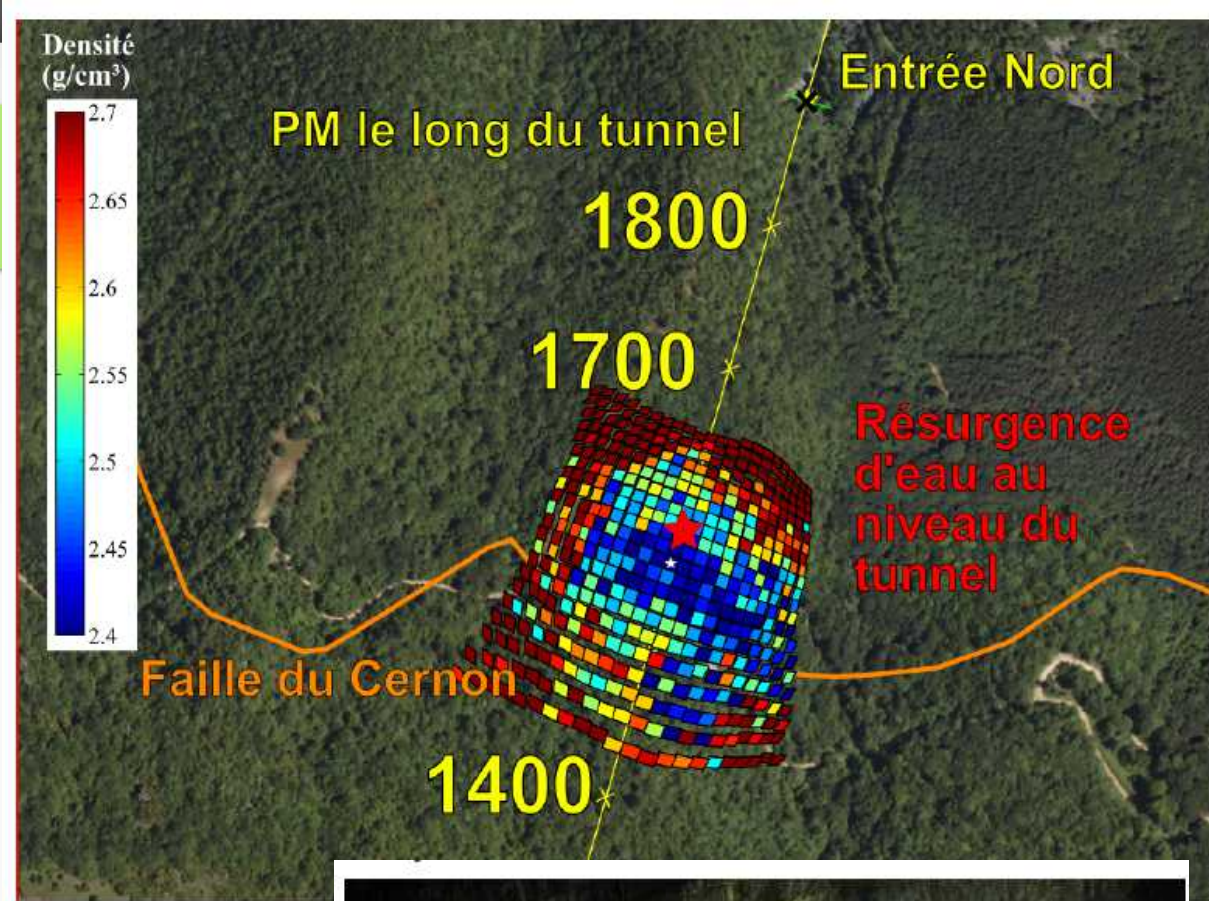 Densité
(g/cm³)
2.7
2.65
2.6
2.55
2.5
2.45
2.4
Entrée Nord
PM le long du tunnel
1800
1700
Résurgence
d'eau au
niveau du
tunnel
Faille du Cernon
1400